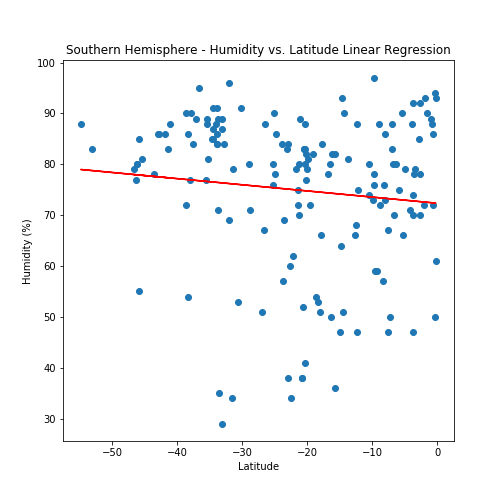 Southern Hemisphere - Humidity vs. Latitude Linear Regression
100
90
80
70
60
50
40
30
Humidity (%)
−50 −40 −30 −20 −10 0
Latitude